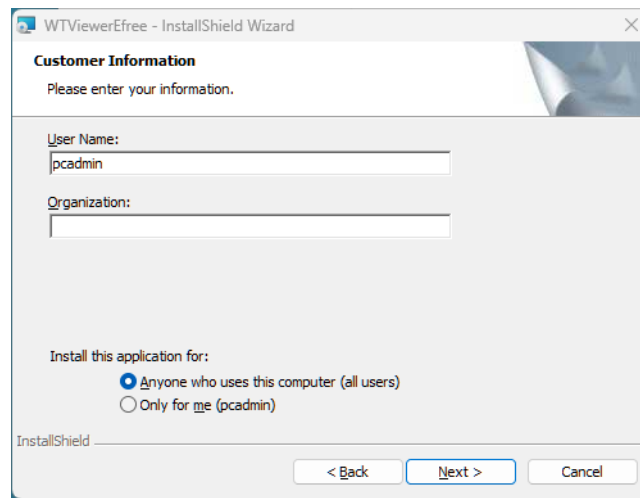 WTViewerEfree - InstallShield Wizard
Customer Information
Please enter your information.
User Name:
pcadmin
Organization:
Install this application for:
Anyone who uses this computer (all users)
Only for me (pcadmin)
InstallShield
< Back Next > Cancel